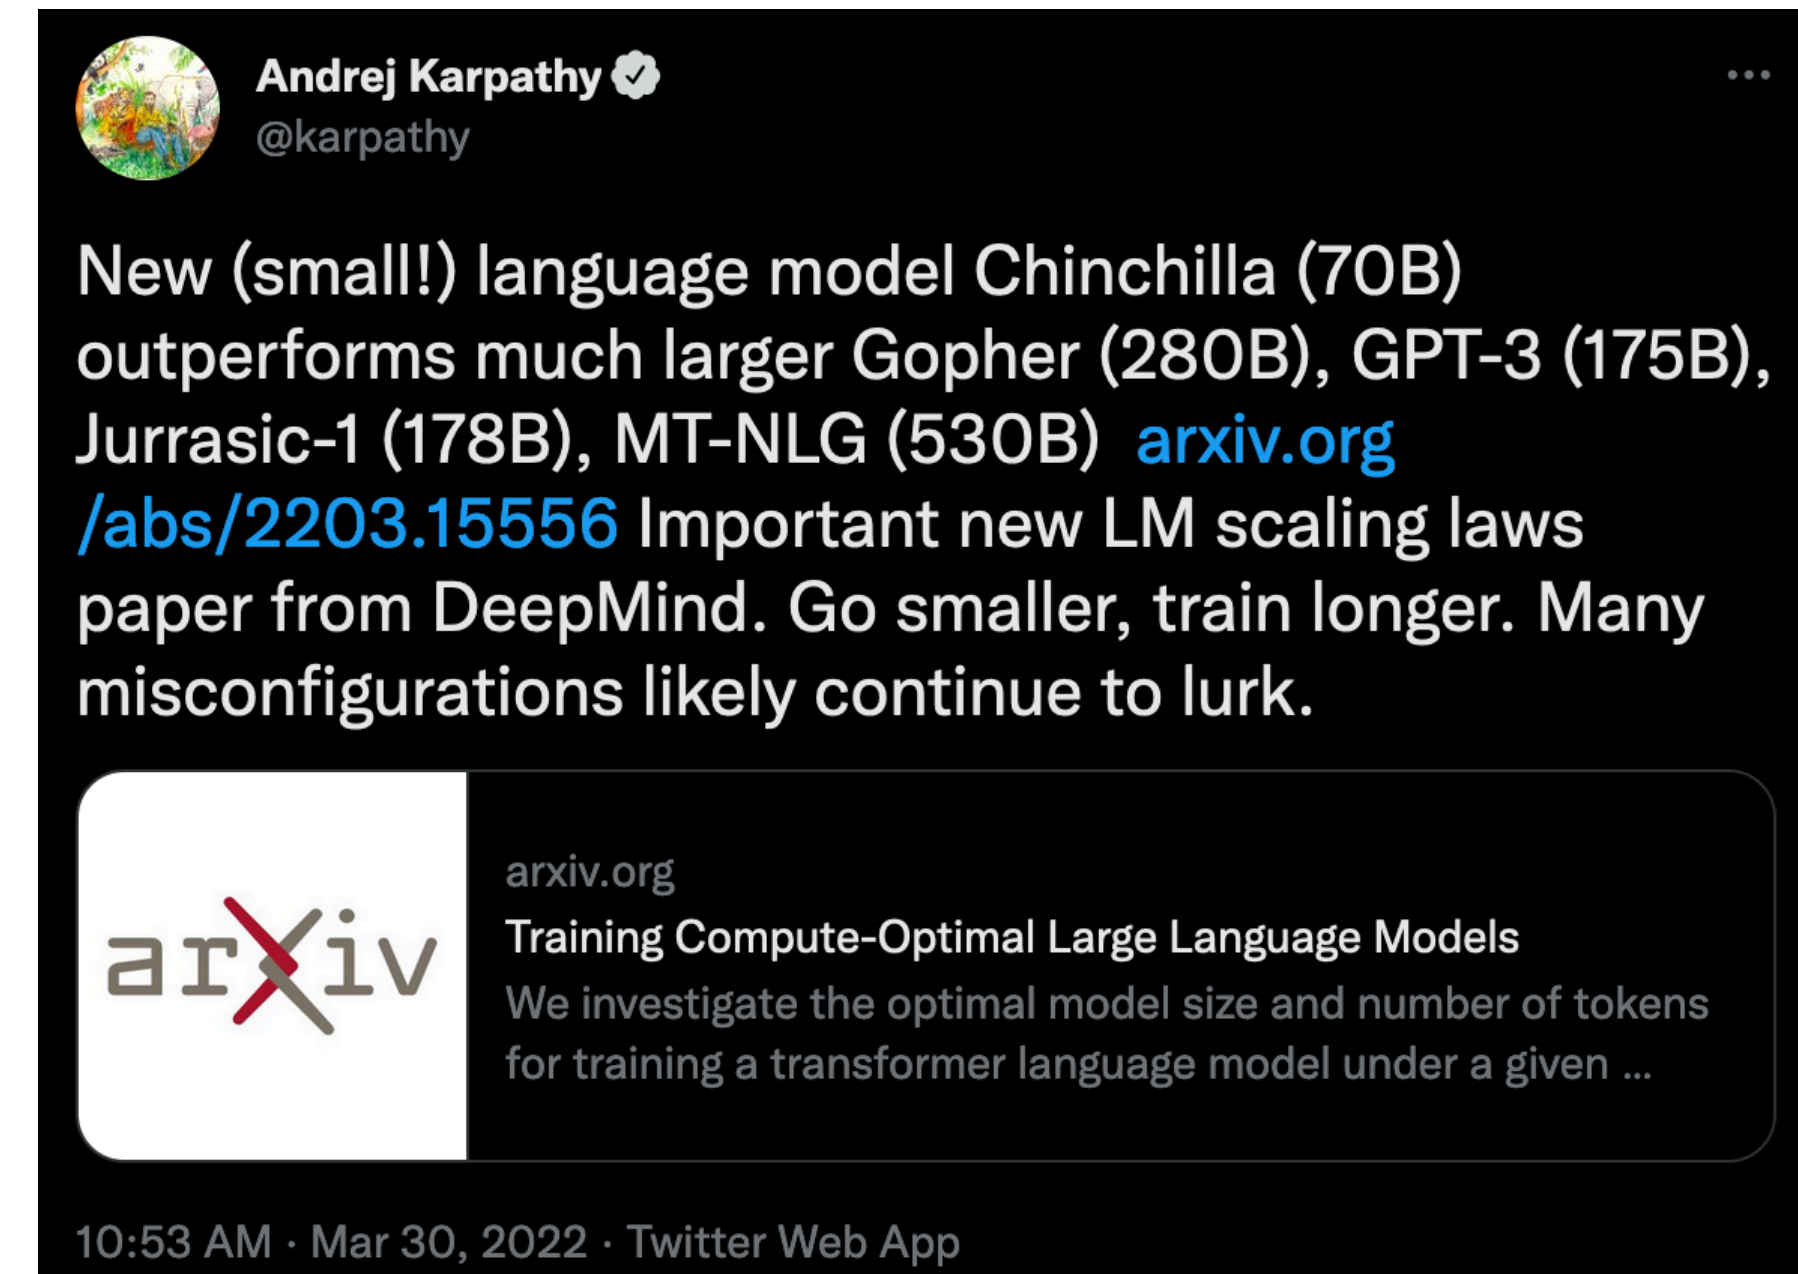 Andrej Karpathy
@karpathy
New (small!) language model Chinchilla (70B)
outperforms much larger Gopher (280B), GPT-3 (175B),
Jurrasic-1 (178B), MT-NLG (530B)  arxiv.org
/abs/2203.15556 Important new LM scaling laws
paper from DeepMind. Go smaller, train longer. Many
misconfigurations likely continue to lurk.
arXiv
arxiv.org
Training Compute-Optimal Large Language Models
We investigate the optimal model size and number of tokens
for training a transformer language model under a given ...
10:53 AM · Mar 30, 2022 · Twitter Web App